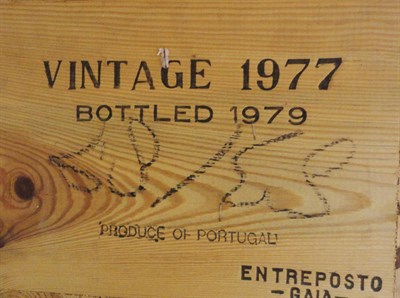 VINTAGE 1977
BOTTLED 1979
PRODUCE OF PORTUGAL
ENTREPOSTO
-GAIA-